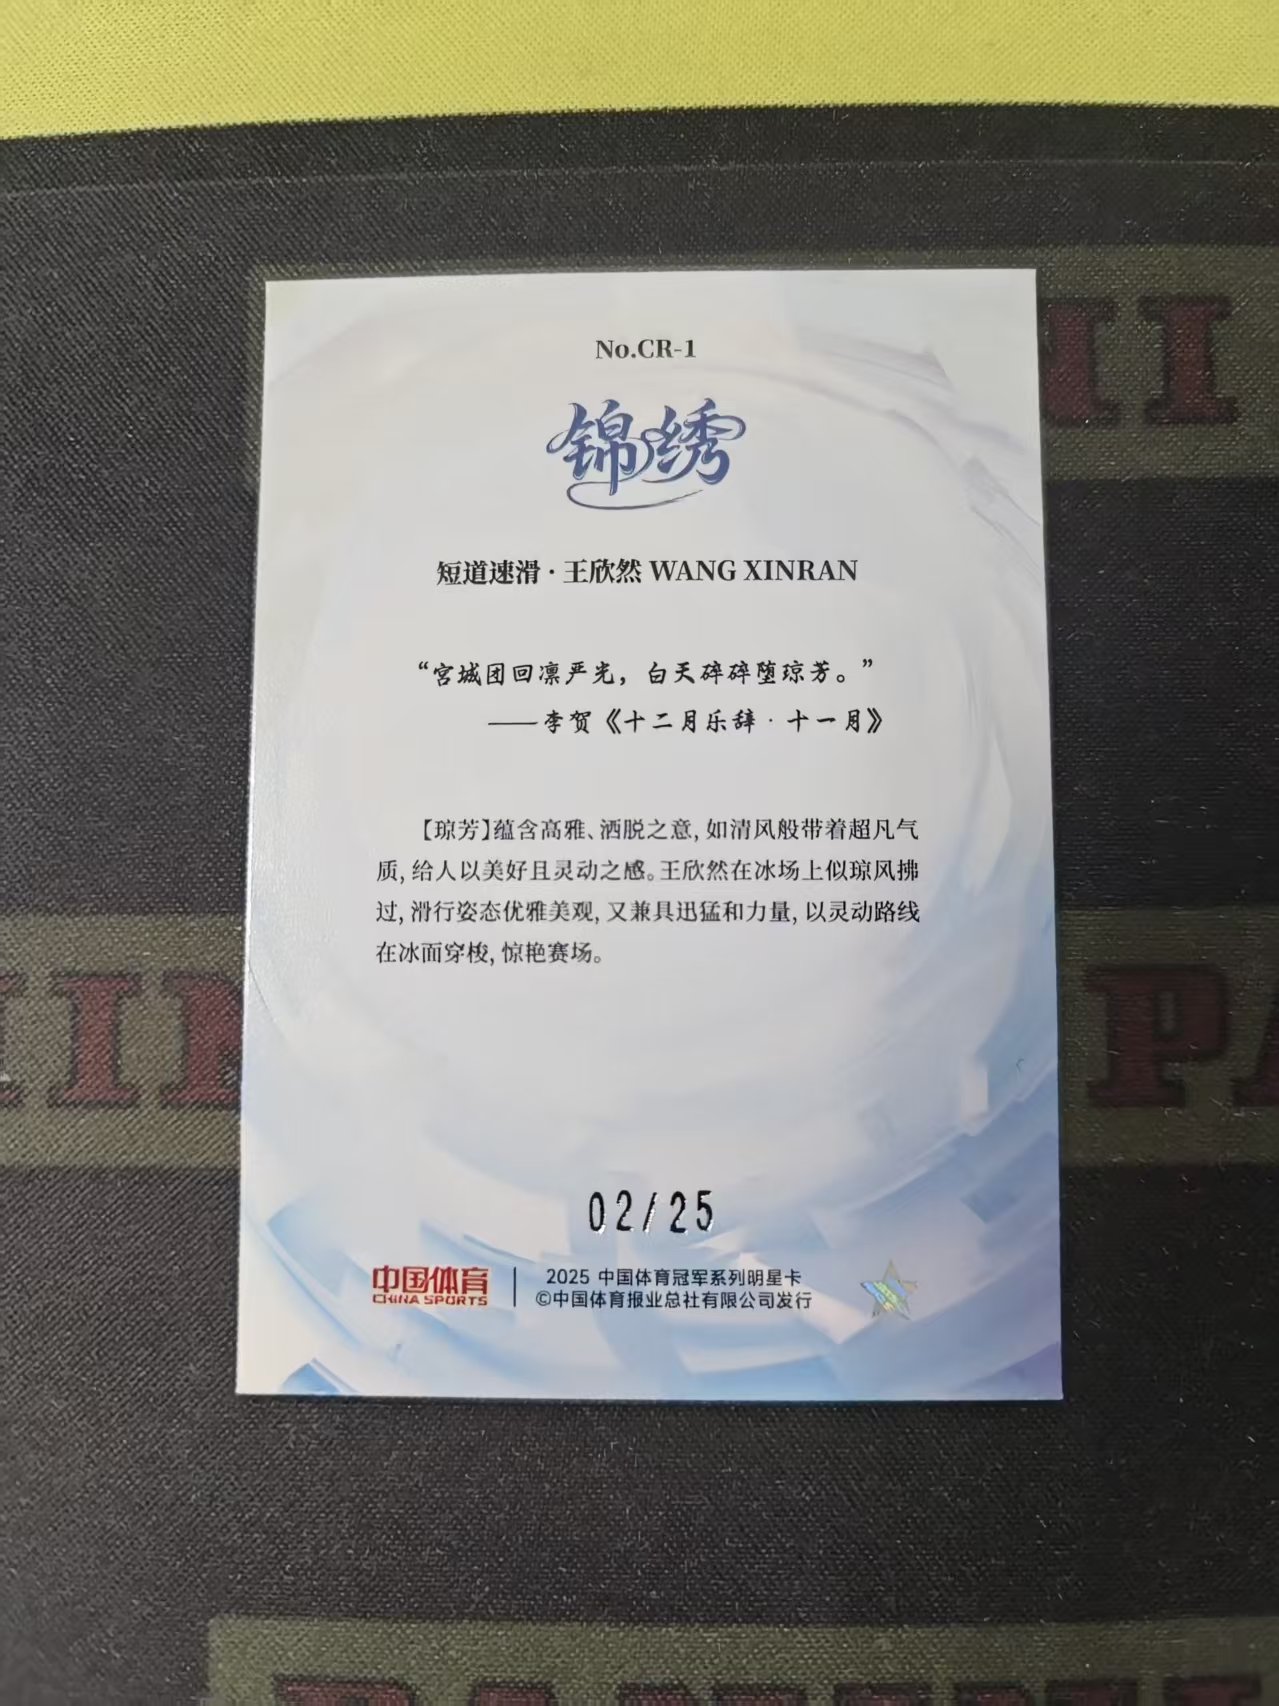 No.CR-1
锦绣
短道速滑·王欣然 WANG XINRAN
“宫城团回凛严光，白天碎碎堕琼芳。”
——李贺《十二月乐辞·十一月》
【琼芳】蕴含高雅、洒脱之意，如清风般带着超凡气
质，给人以美好且灵动之感。王欣然在冰场上似琼风拂
过，滑行姿态优雅美观，又兼具迅猛和力量，以灵动路线
在冰面穿梭，惊艳赛场。
02/25
中国体育
CHINA SPORTS
2025 中国体育冠军系列明星卡
©中国体育报业总社有限公司发行